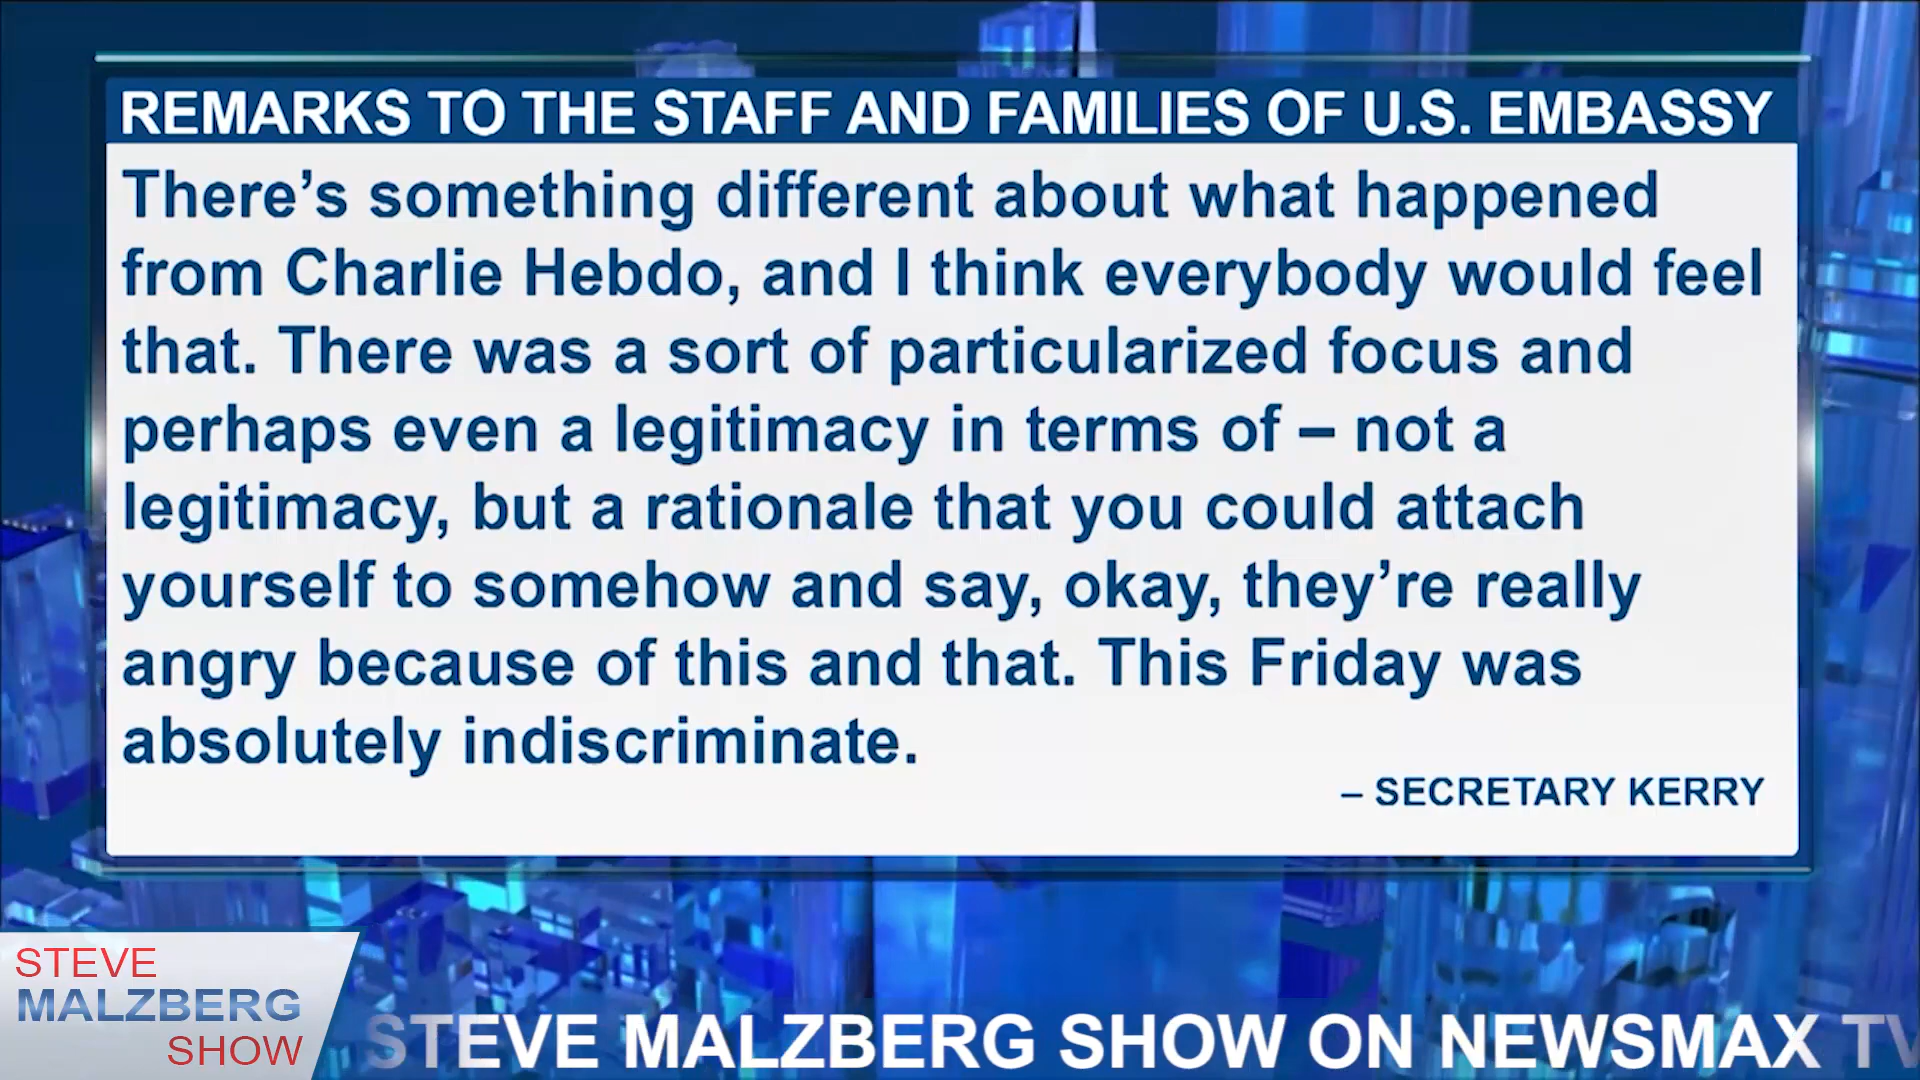 REMARKS TO THE STAFF AND FAMILIES OF U.S. EMBASSY
There’s something different about what happened
from Charlie Hebdo, and I think everybody would feel
that. There was a sort of particularized focus and
perhaps even a legitimacy in terms of – not a
legitimacy, but a rationale that you could attach
yourself to somehow and say, okay, they’re really
angry because of this and that. This Friday was
absolutely indiscriminate.
– SECRETARY KERRY
STEVE
MALZBERG
SHOW
STEVE MALZBERG SHOW ON NEWSMAX TV